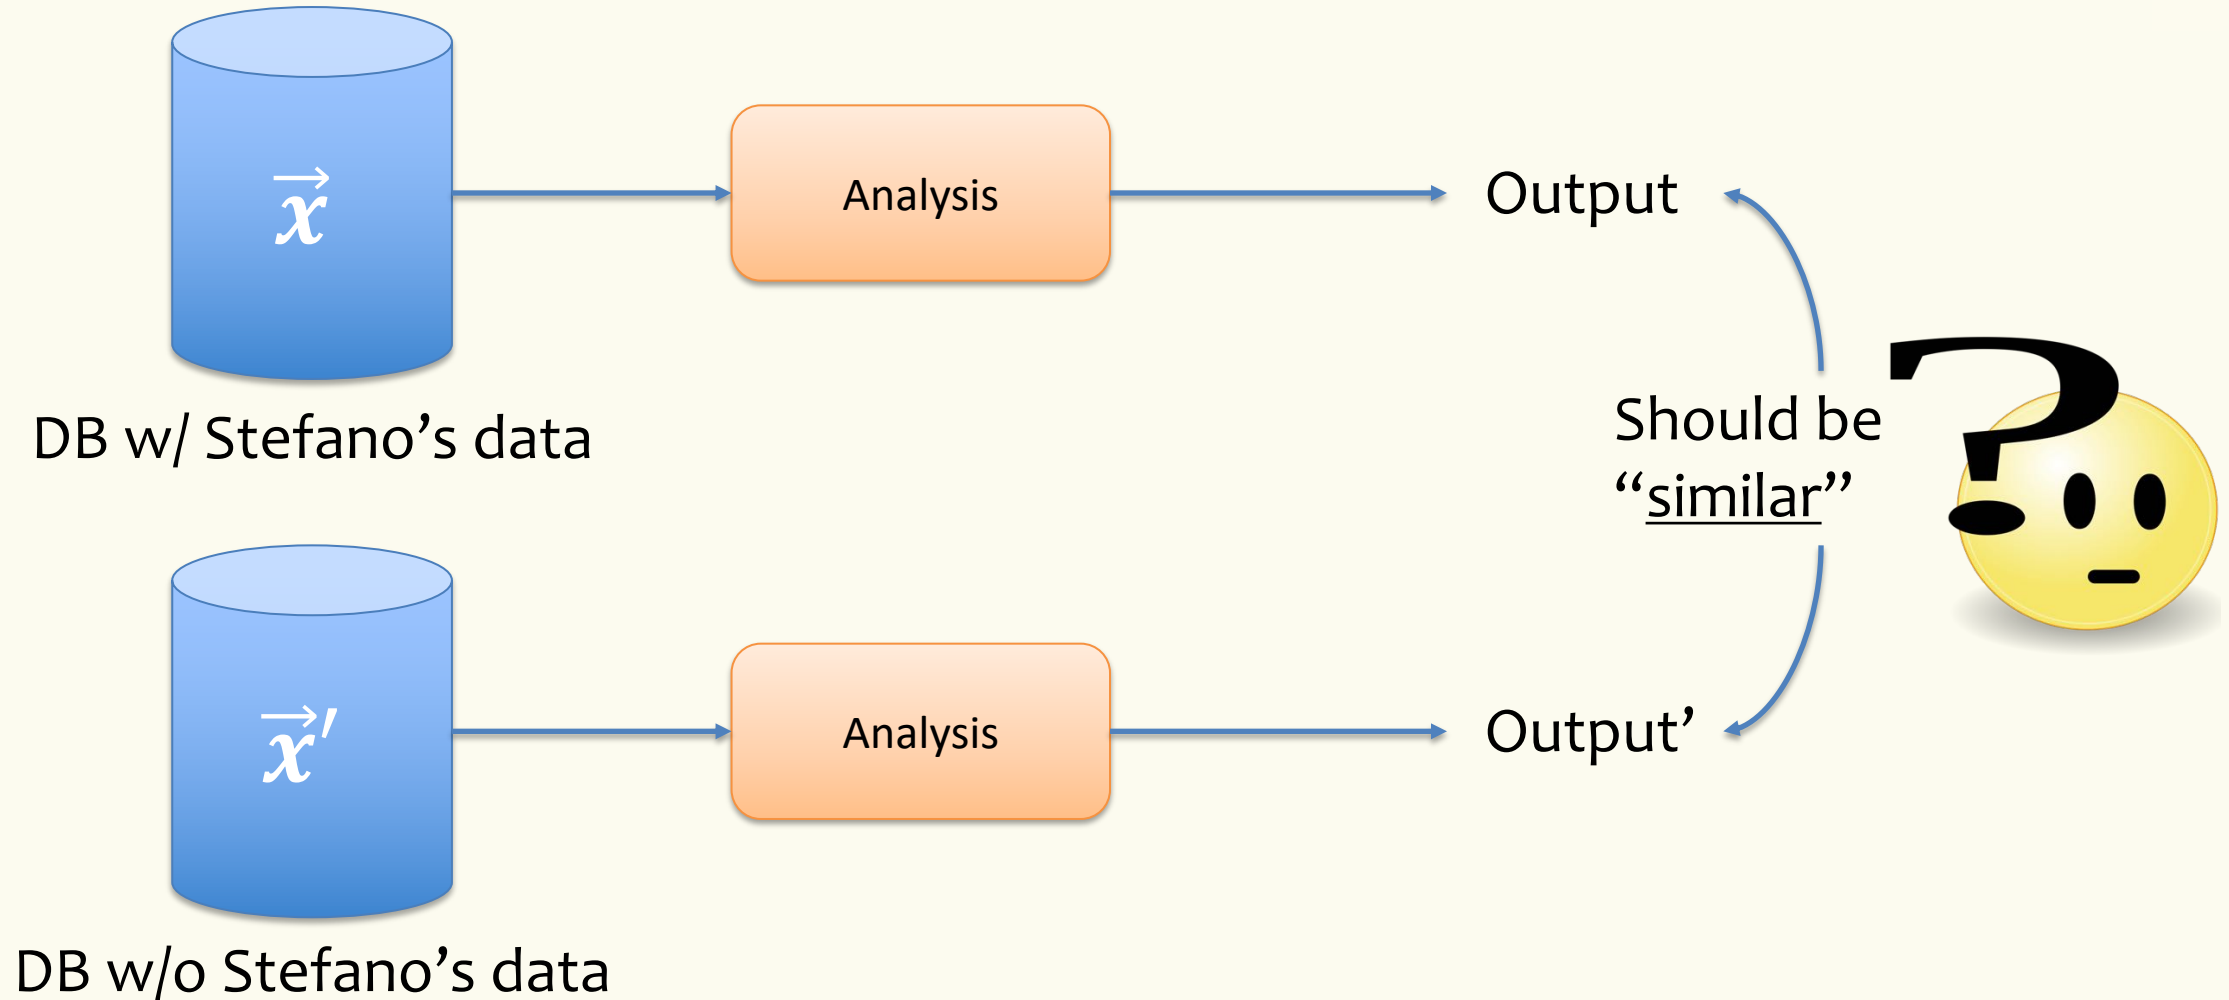 x⃗
Analysis
Output
DB w/ Stefano’s data
Should be
“similar”
?
x⃗′
Analysis
Output’
DB w/o Stefano’s data